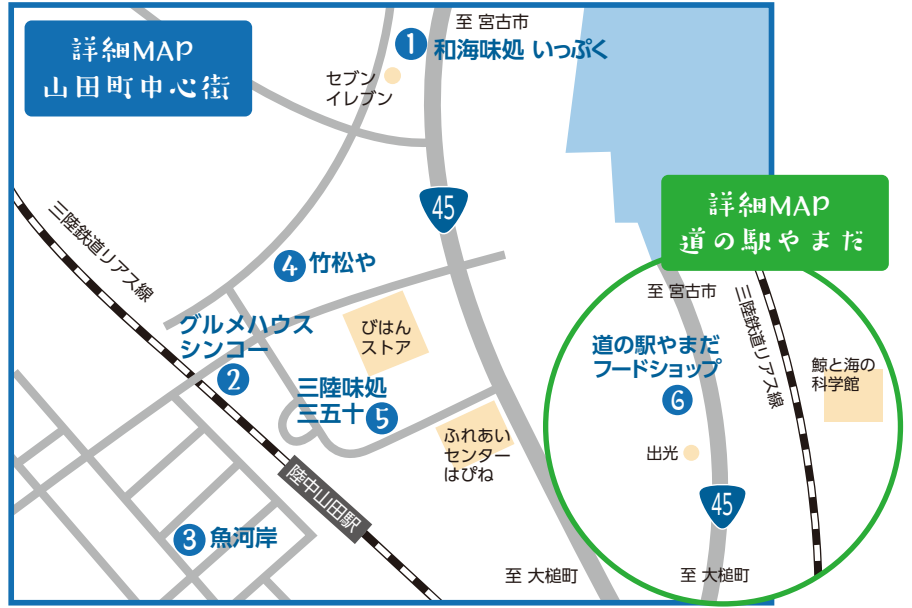 詳細MAP
山田町中心街
至 宮古市
1 和海味処 いっぷく
セブン
イレブン
45
詳細MAP
道の駅やまだ
三陸鉄道リアス線
4 竹松や
グルメハウス
シンコー
2
びはん
ストア
三陸味処
三五十 5
ふれあい
センター
はぴね
陸中山田駅
3 魚河岸
至 大槌町
至 宮古市
三陸鉄道リアス線
道の駅やまだ
フードショップ
6
鯨と海の
科学館
出光
45
至 大槌町